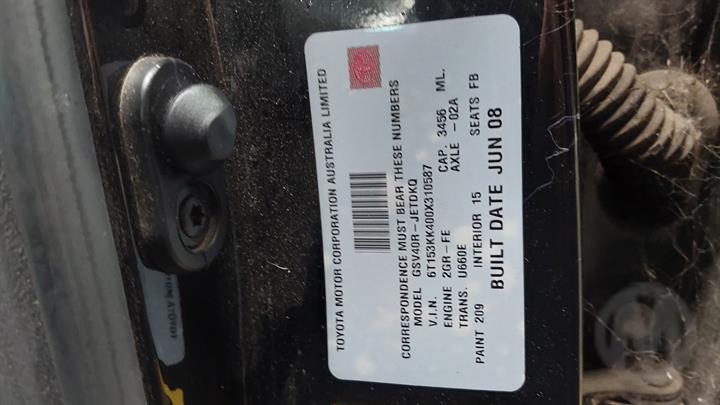 TOYOTA MOTOR CORPORATION AUSTRALIA LIMITED
CORRESPONDENCE MUST BEAR THESE NUMBERS
MODEL GSV40R-JETDKQ
V.I.N. 6T153KK400X310587
ENGINE 2GR-FE CAP. 3456 ML.
TRANS. U660E AXLE -02A
PAINT 209 INTERIOR 15 SEATS FB
BUILT DATE JUN 08